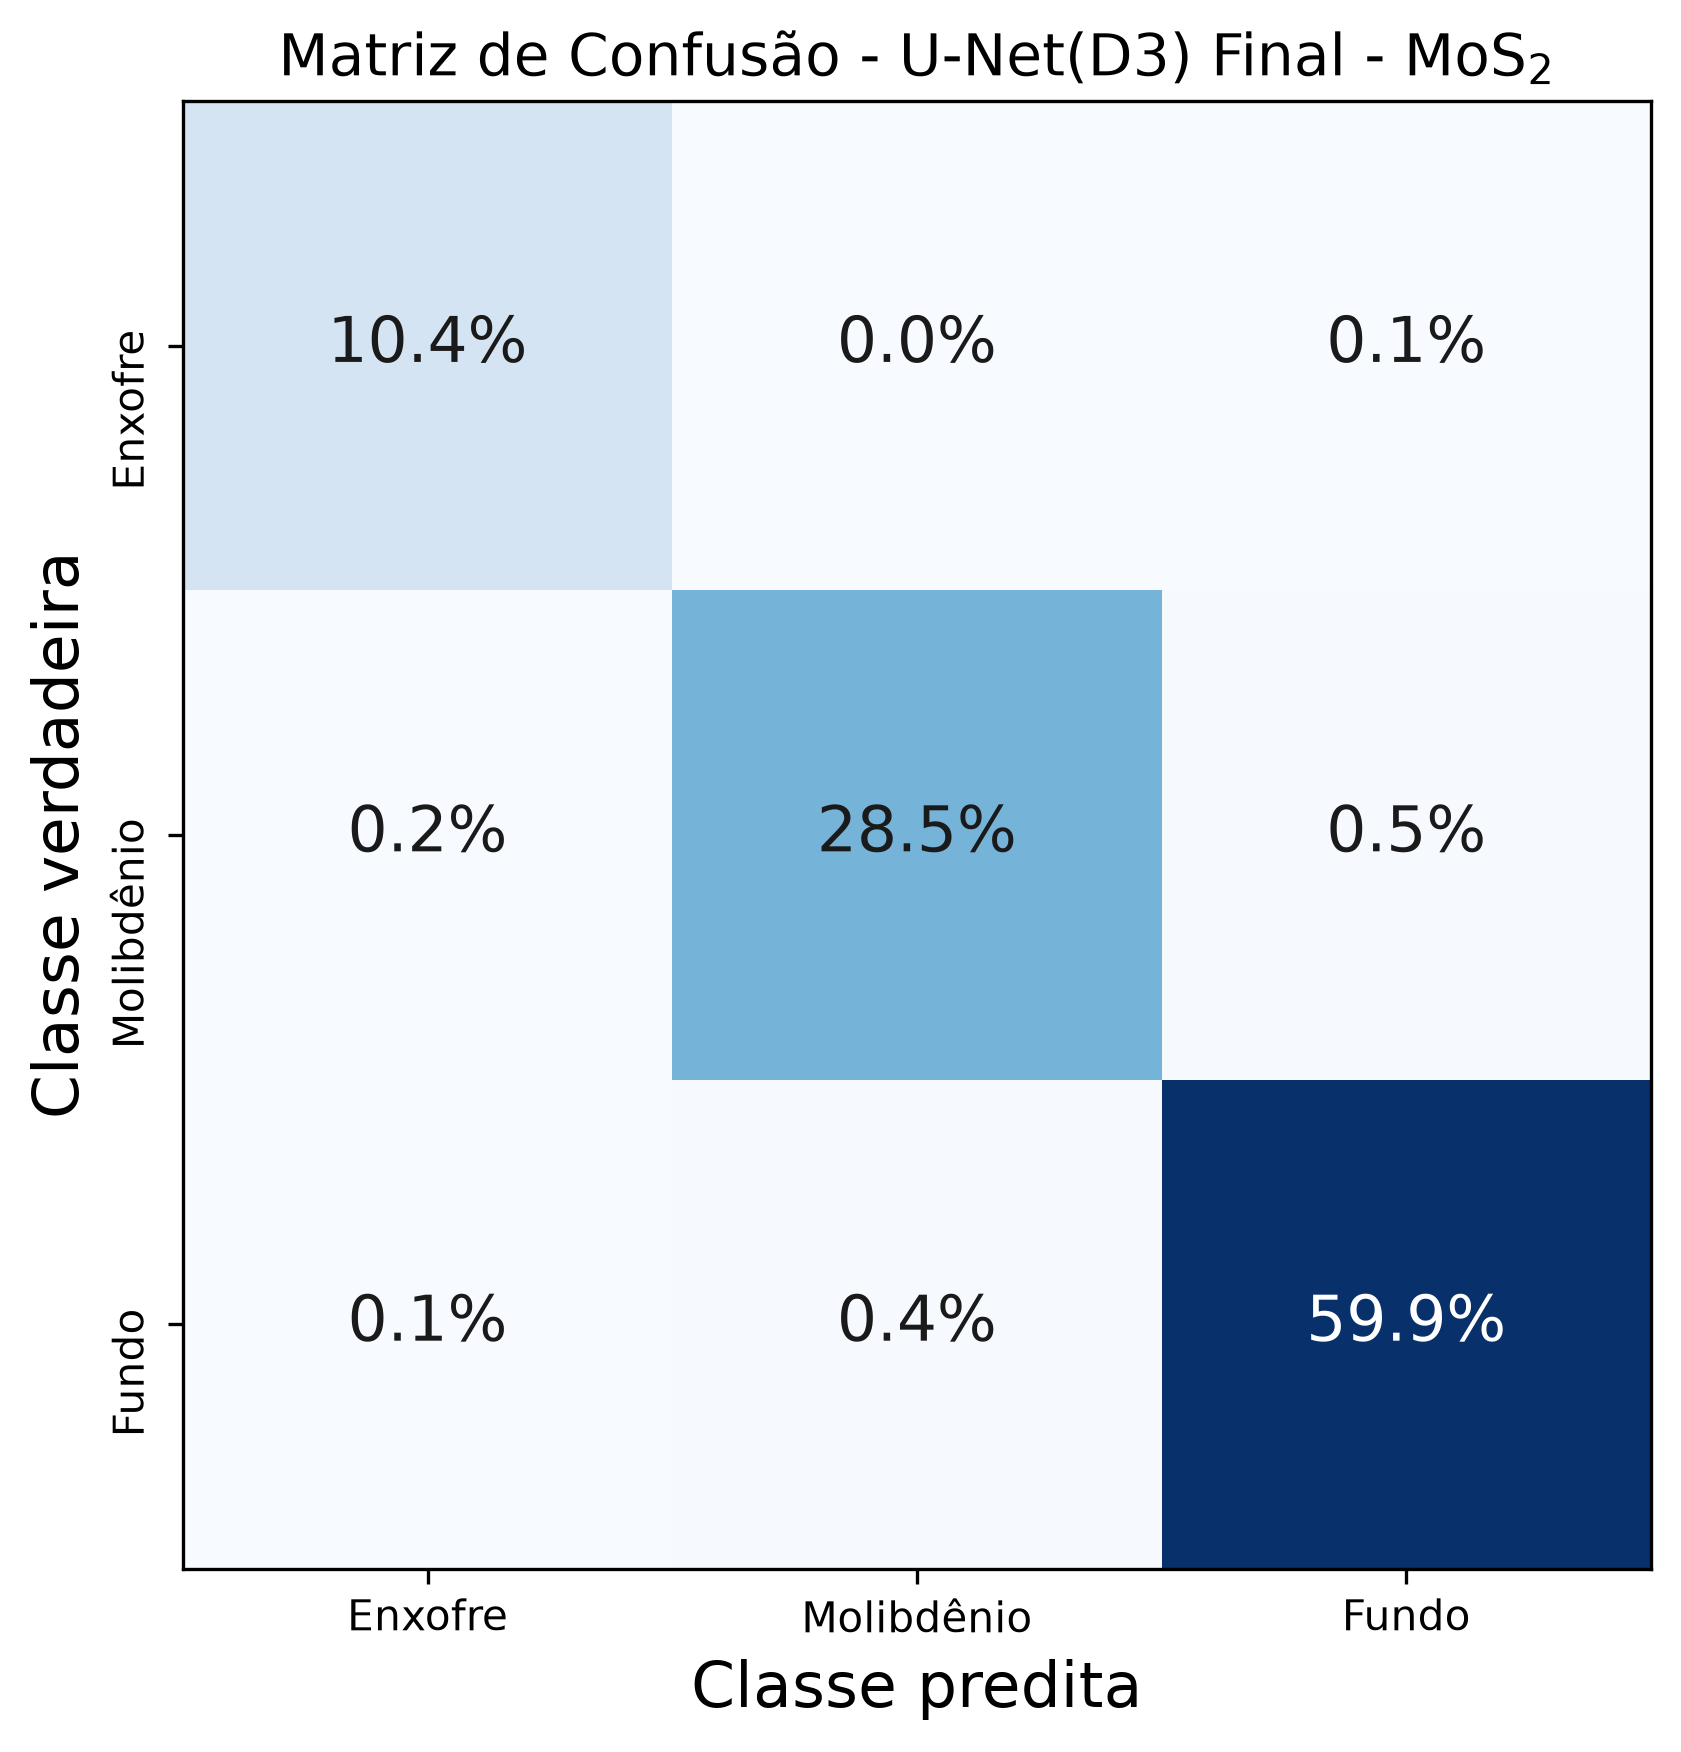 Matriz de Confusão - U-Net(D3) Final - MoS₂
Classe verdadeira
Enxofre
10.4% 0.0% 0.1%
Molibdênio
0.2% 28.5% 0.5%
Fundo
0.1% 0.4% 59.9%
Enxofre Molibdênio Fundo
Classe predita